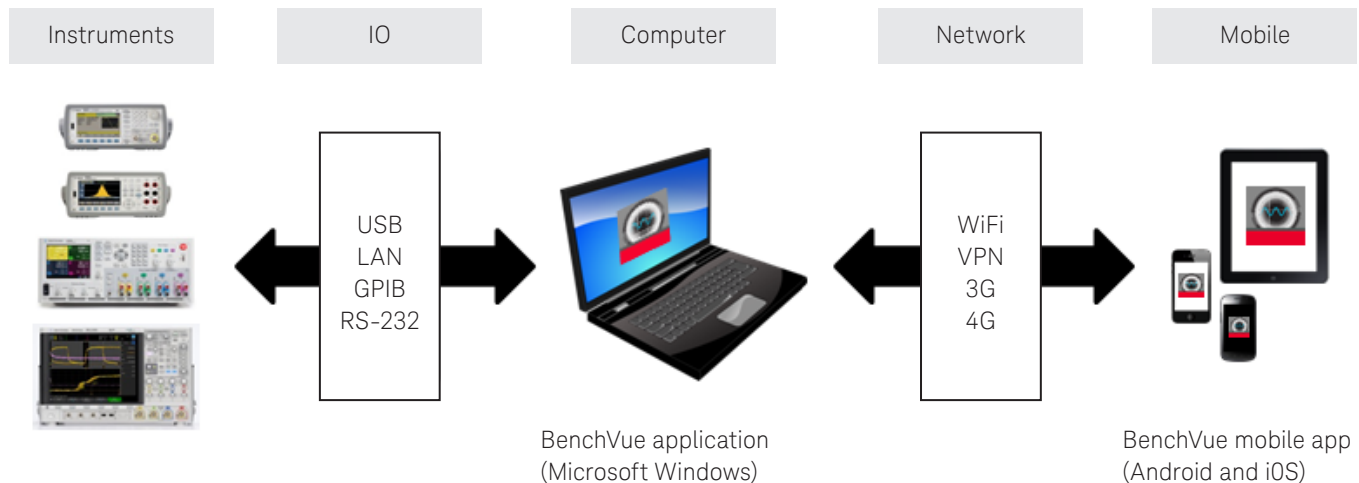 Instruments
IO
Computer
Network
Mobile
USB
LAN
GPIB
RS-232
WiFi
VPN
3G
4G
BenchVue application
(Microsoft Windows)
BenchVue mobile app
(Android and iOS)